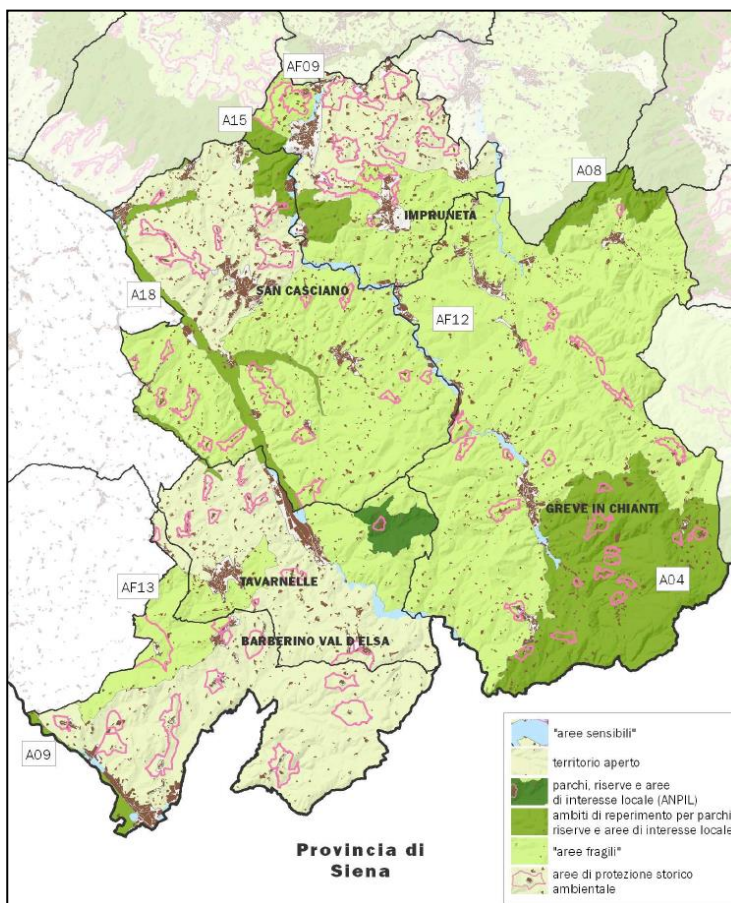 AF09
A15
A08
IMPRUNETA
A18
SAN CASCIANO
AF12
GREVE IN CHIANTI
AF13
TAVARNELLE
A04
BARBERINO VAL D'ELSA
A09
Provincia di
Siena
"aree sensibili"
territorio aperto
parchi, riserve e aree
di interesse locale (ANPIL)
ambiti di reperimento per parchi
riserve e aree di interesse locale
"aree fragili"
aree di protezione storico
ambientale